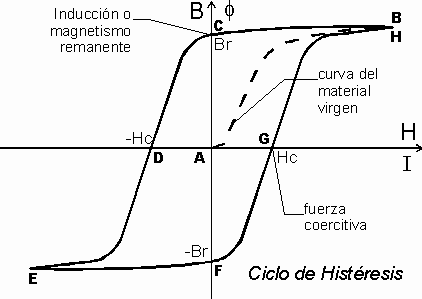 Inducción o
magnetismo
remanente
B ϕ
C
Br
B
H
curva del
material
virgen
-Hc
D
A
G
Hc
H
I
fuerza
coercitiva
-Br
F
E
Ciclo de Histéresis